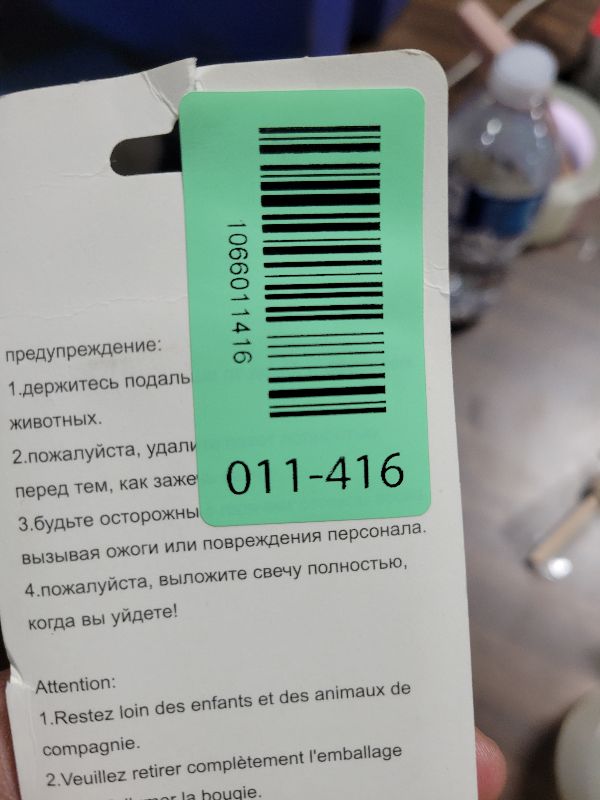 1066011416
011-416
предупреждение:
1.держитесь подаль
животных.
2.пожалуйста, удали
перед тем, как заже
3.будьте осторожны
вызывая ожоги или повреждения персонала.
4.пожалуйста, выложите свечу полностью,
когда вы уйдете!
Attention:
1.Restez loin des enfants et des animaux de
compagnie.
2.Veuillez retirer complètement l'emballage
la bougie.